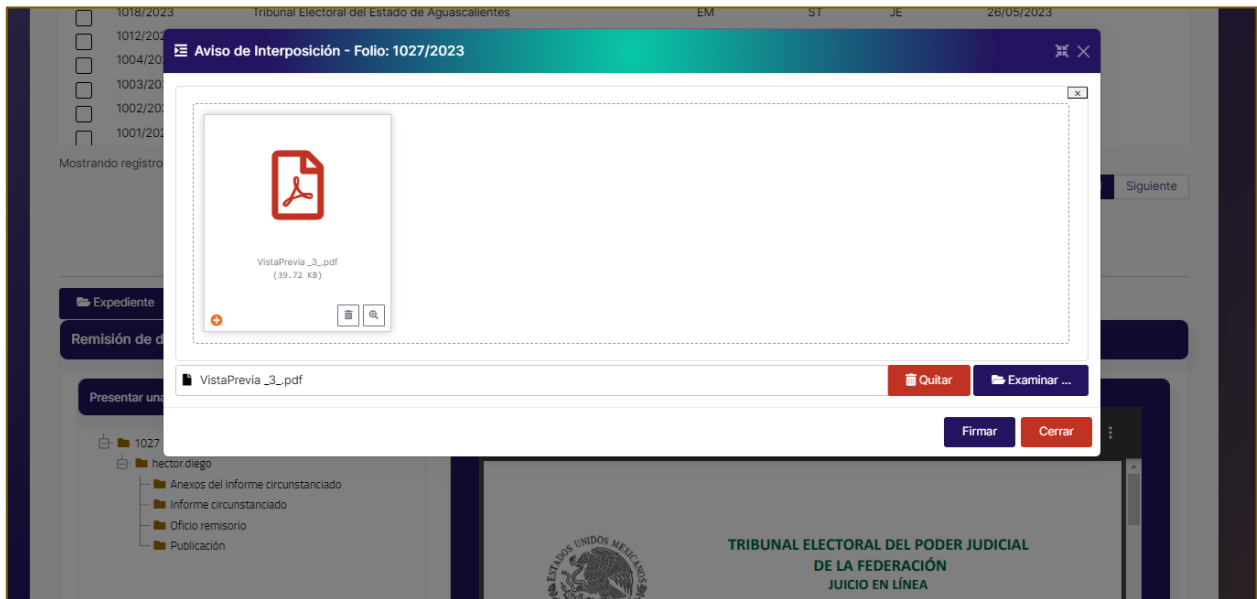 1018/2023 Tribunal Electoral del Estado de Aguascalientes EM ST JE 26/05/2023
1012/202
Aviso de Interposición - Folio: 1027/2023
1004/20
1003/20
1002/20
1001/202
VistaPrevia _3_.pdf
(39.72 KB)
Mostrando registro
Siguiente
Expediente
Remisión de d
VistaPrevia _3_.pdf Quitar Examinar ...
Presentar una
Firmar Cerrar
1027
hector.diego
Anexos del informe circunstanciado
Informe circunstanciado
Oficio remisorio
Publicación
ESTADOS UNIDOS MEXICANOS
TRIBUNAL ELECTORAL DEL PODER JUDICIAL
DE LA FEDERACIÓN
JUICIO EN LÍNEA